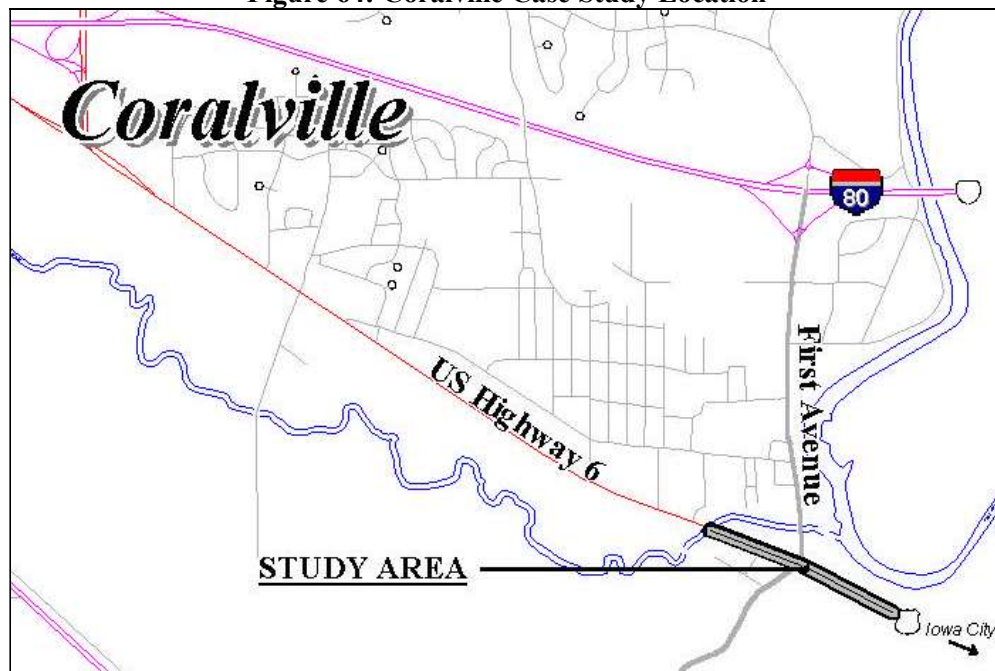 Figure 64: Coralville Case Study Location
Coralville
80
First Avenue
US Highway 6
STUDY AREA
Iowa City